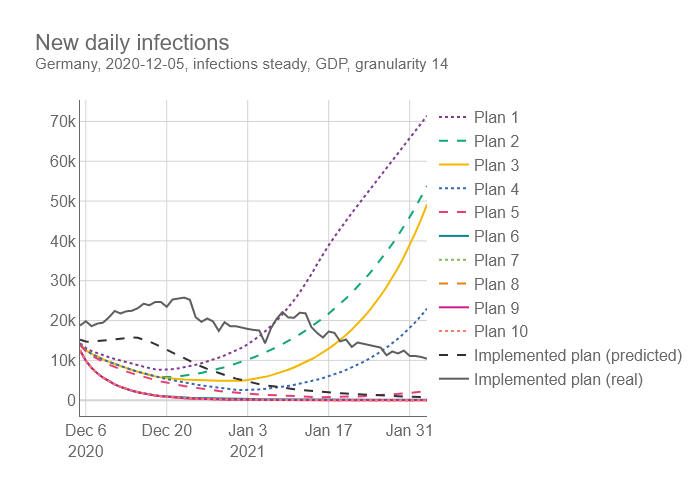 New daily infections
Germany, 2020-12-05, infections steady, GDP, granularity 14
70k
60k
50k
40k
30k
20k
10k
0
Dec 6
2020
Dec 20
Jan 3
2021
Jan 17
Jan 31
Plan 1
Plan 2
Plan 3
Plan 4
Plan 5
Plan 6
Plan 7
Plan 8
Plan 9
Plan 10
Implemented plan (predicted)
Implemented plan (real)